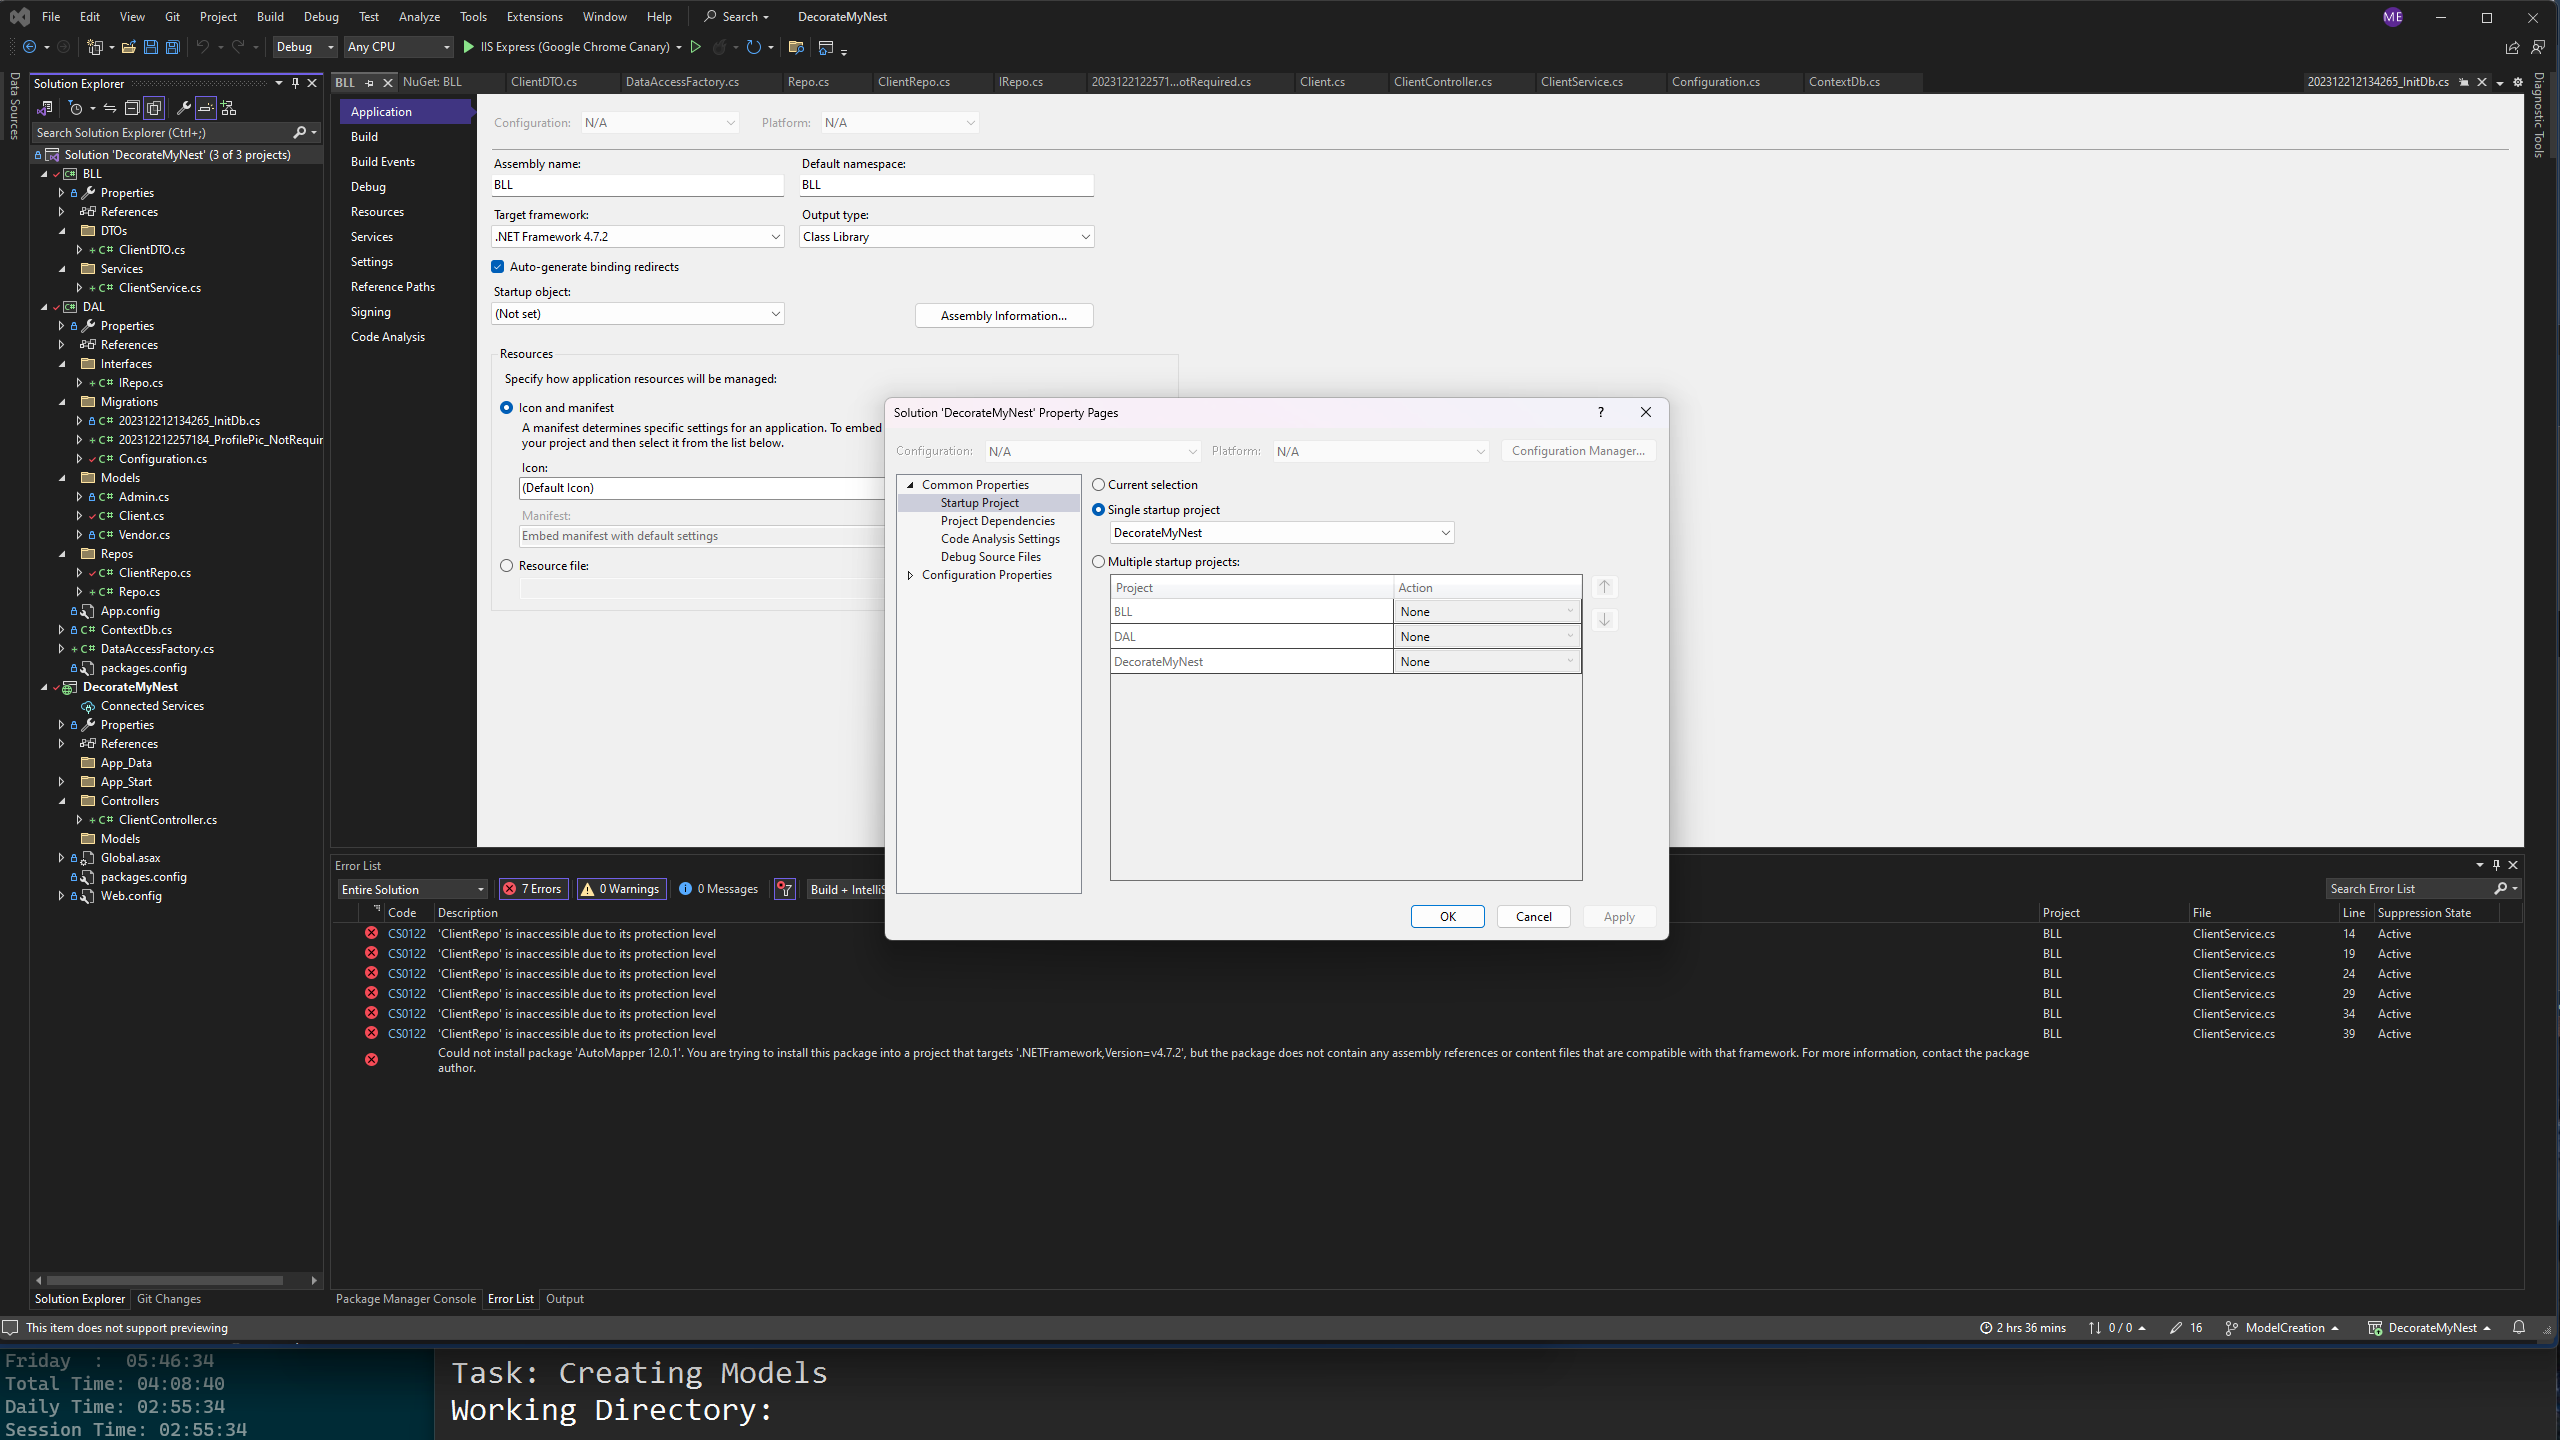 File Edit View Git Project Build Debug Test Analyze Tools Extensions Window Help Search DecorateMyNest ME
Debug Any CPU IIS Express (Google Chrome Canary)
Data Sources
Solution Explorer
Search Solution Explorer (Ctrl+;)
Solution 'DecorateMyNest' (3 of 3 projects)
BLL
Properties
References
DTOs
ClientDTO.cs
Services
ClientService.cs
DAL
Properties
References
Interfaces
IRepo.cs
Migrations
202312212134265_InitDb.cs
202312212257184_ProfilePic_NotRequir
Configuration.cs
Models
Admin.cs
Client.cs
Vendor.cs
Repos
ClientRepo.cs
Repo.cs
App.config
ContextDb.cs
DataAccessFactory.cs
packages.config
DecorateMyNest
Connected Services
Properties
References
App_Data
App_Start
Controllers
ClientController.cs
Models
Global.asax
packages.config
Web.config
Solution Explorer Git Changes
BLL NuGet: BLL ClientDTO.cs DataAccessFactory.cs Repo.cs ClientRepo.cs IRepo.cs 2023122122571...otRequired.cs Client.cs ClientController.cs ClientService.cs Configuration.cs ContextDb.cs 202312212134265_InitDb.cs
Diagnostic Tools
Application
Build
Build Events
Debug
Resources
Services
Settings
Reference Paths
Signing
Code Analysis
Configuration: N/A Platform: N/A
Assembly name: Default namespace:
BLL BLL
Target framework: Output type:
.NET Framework 4.7.2 Class Library
Auto-generate binding redirects
Startup object:
(Not set) Assembly Information...
Resources
Specify how application resources will be managed:
Icon and manifest
A manifest determines specific settings for an application. To embed
your project and then select it from the list below.
Icon:
(Default Icon)
Manifest:
Embed manifest with default settings
Resource file:
Solution 'DecorateMyNest' Property Pages ?
Configuration: N/A Platform: N/A Configuration Manager...
Common Properties
Startup Project
Project Dependencies
Code Analysis Settings
Debug Source Files
Configuration Properties
Current selection
Single startup project
DecorateMyNest
Multiple startup projects:
Project Action
BLL None
DAL None
DecorateMyNest None
OK Cancel Apply
Error List
Entire Solution 7 Errors 0 Warnings 0 Messages Build + IntelliS Search Error List
Code Description Project File Line Suppression State
CS0122 'ClientRepo' is inaccessible due to its protection level BLL ClientService.cs 14 Active
CS0122 'ClientRepo' is inaccessible due to its protection level BLL ClientService.cs 19 Active
CS0122 'ClientRepo' is inaccessible due to its protection level BLL ClientService.cs 24 Active
CS0122 'ClientRepo' is inaccessible due to its protection level BLL ClientService.cs 29 Active
CS0122 'ClientRepo' is inaccessible due to its protection level BLL ClientService.cs 34 Active
CS0122 'ClientRepo' is inaccessible due to its protection level BLL ClientService.cs 39 Active
Could not install package 'AutoMapper 12.0.1'. You are trying to install this package into a project that targets '.NETFramework,Version=v4.7.2', but the package does not contain any assembly references or content files that are compatible with that framework. For more information, contact the package
author.
Package Manager Console Error List Output
This item does not support previewing 2 hrs 36 mins 0 / 0 16 ModelCreation DecorateMyNest
Friday : 05:46:34
Total Time: 04:08:40
Daily Time: 02:55:34
Session Time: 02:55:34
Task: Creating Models
Working Directory: